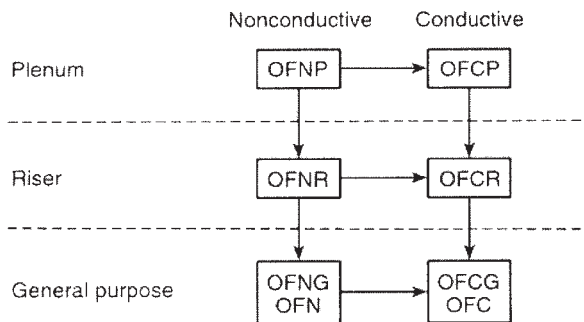 Nonconductive Conductive
Plenum OFNP OFCP
Riser OFNR OFCR
OFNG OFCG
General purpose
OFN OFC